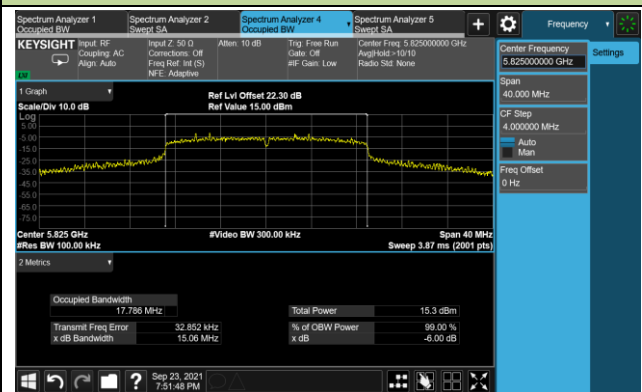 Spectrum Analyzer 1
Occupied BW
Spectrum Analyzer 2
Swept SA
Spectrum Analyzer 4
Occupied BW
Spectrum Analyzer 5
Swept SA
Frequency
KEYSIGHT
Input: RF
Coupling: AC
Align: Auto
Input Z: 50 Ω
Corrections: Off
Freq Ref: Int (S)
NFE: Adaptive
Atten: 10 dB
Trig: Free Run
Gate: Off
#IF Gain: Low
Center Freq: 5.825000000 GHz
Avg|Hold:>10/10
Radio Std: None
Center Frequency
5.825000000 GHz
Settings
Span
40.000 MHz
CF Step
4.000000 MHz
Auto
Man
Freq Offset
0 Hz
1 Graph
Scale/Div 10.0 dB
Ref Lvl Offset 22.30 dB
Ref Value 15.00 dBm
Log
5.00
-5.00
-15.0
-25.0
-35.0
-45.0
-55.0
-65.0
-75.0
Center 5.825 GHz
#Res BW 100.00 kHz
#Video BW 300.00 kHz
Span 40 MHz
Sweep 3.87 ms (2001 pts)
2 Metrics
Occupied Bandwidth
17.786 MHz
Total Power
15.3 dBm
Transmit Freq Error
32.852 kHz
% of OBW Power
99.00 %
x dB Bandwidth
15.06 MHz
x dB
-6.00 dB
Sep 23, 2021
7:51:48 PM